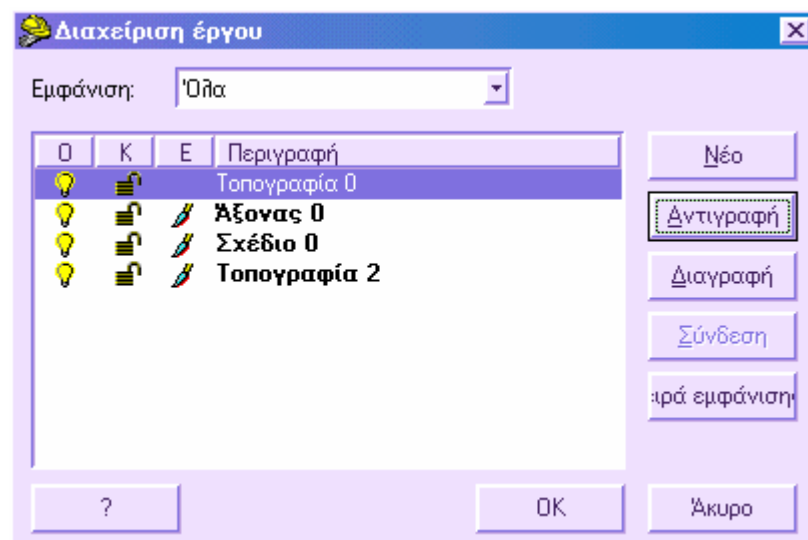 Διαχείριση έργου
Εμφάνιση: Όλα
Ο Κ Ε Περιγραφή
Τοπογραφία 0
Άξονας 0
Σχέδιο 0
Τοπογραφία 2
Νέο
Αντιγραφή
Διαγραφή
Σύνδεση
ιρά εμφάνιση
? OK Άκυρο